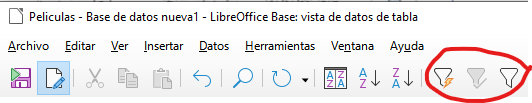 Peliculas - Base de datos nueva1 - LibreOffice Base: vista de datos de tabla
Archivo Editar Ver Insertar Datos Herramientas Ventana Ayuda